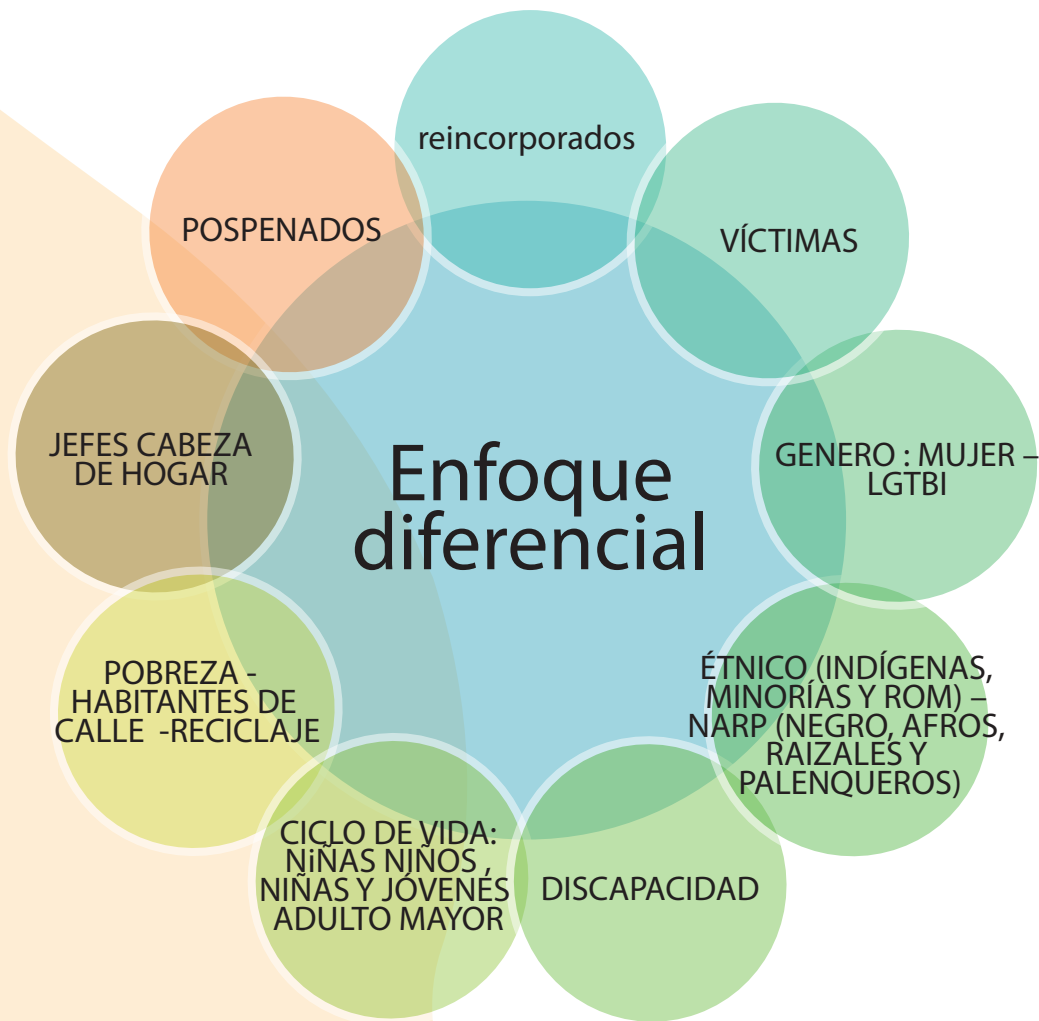 reincorporados
POSPENADOS
VÍCTIMAS
JEFES CABEZA
DE HOGAR
Enfoque
diferencial
GENERO : MUJER –
LGTBI
POBREZA -
HABITANTES DE
CALLE -RECICLAJE
ÉTNICO (INDÍGENAS,
MINORÍAS Y ROM) –
NARP (NEGRO, AFROS,
RAIZALES Y
PALENQUEROS)
CICLO DE VIDA:
NiÑAS NIÑOS ,
NIÑAS Y JÓVENES
ADULTO MAYOR
DISCAPACIDAD